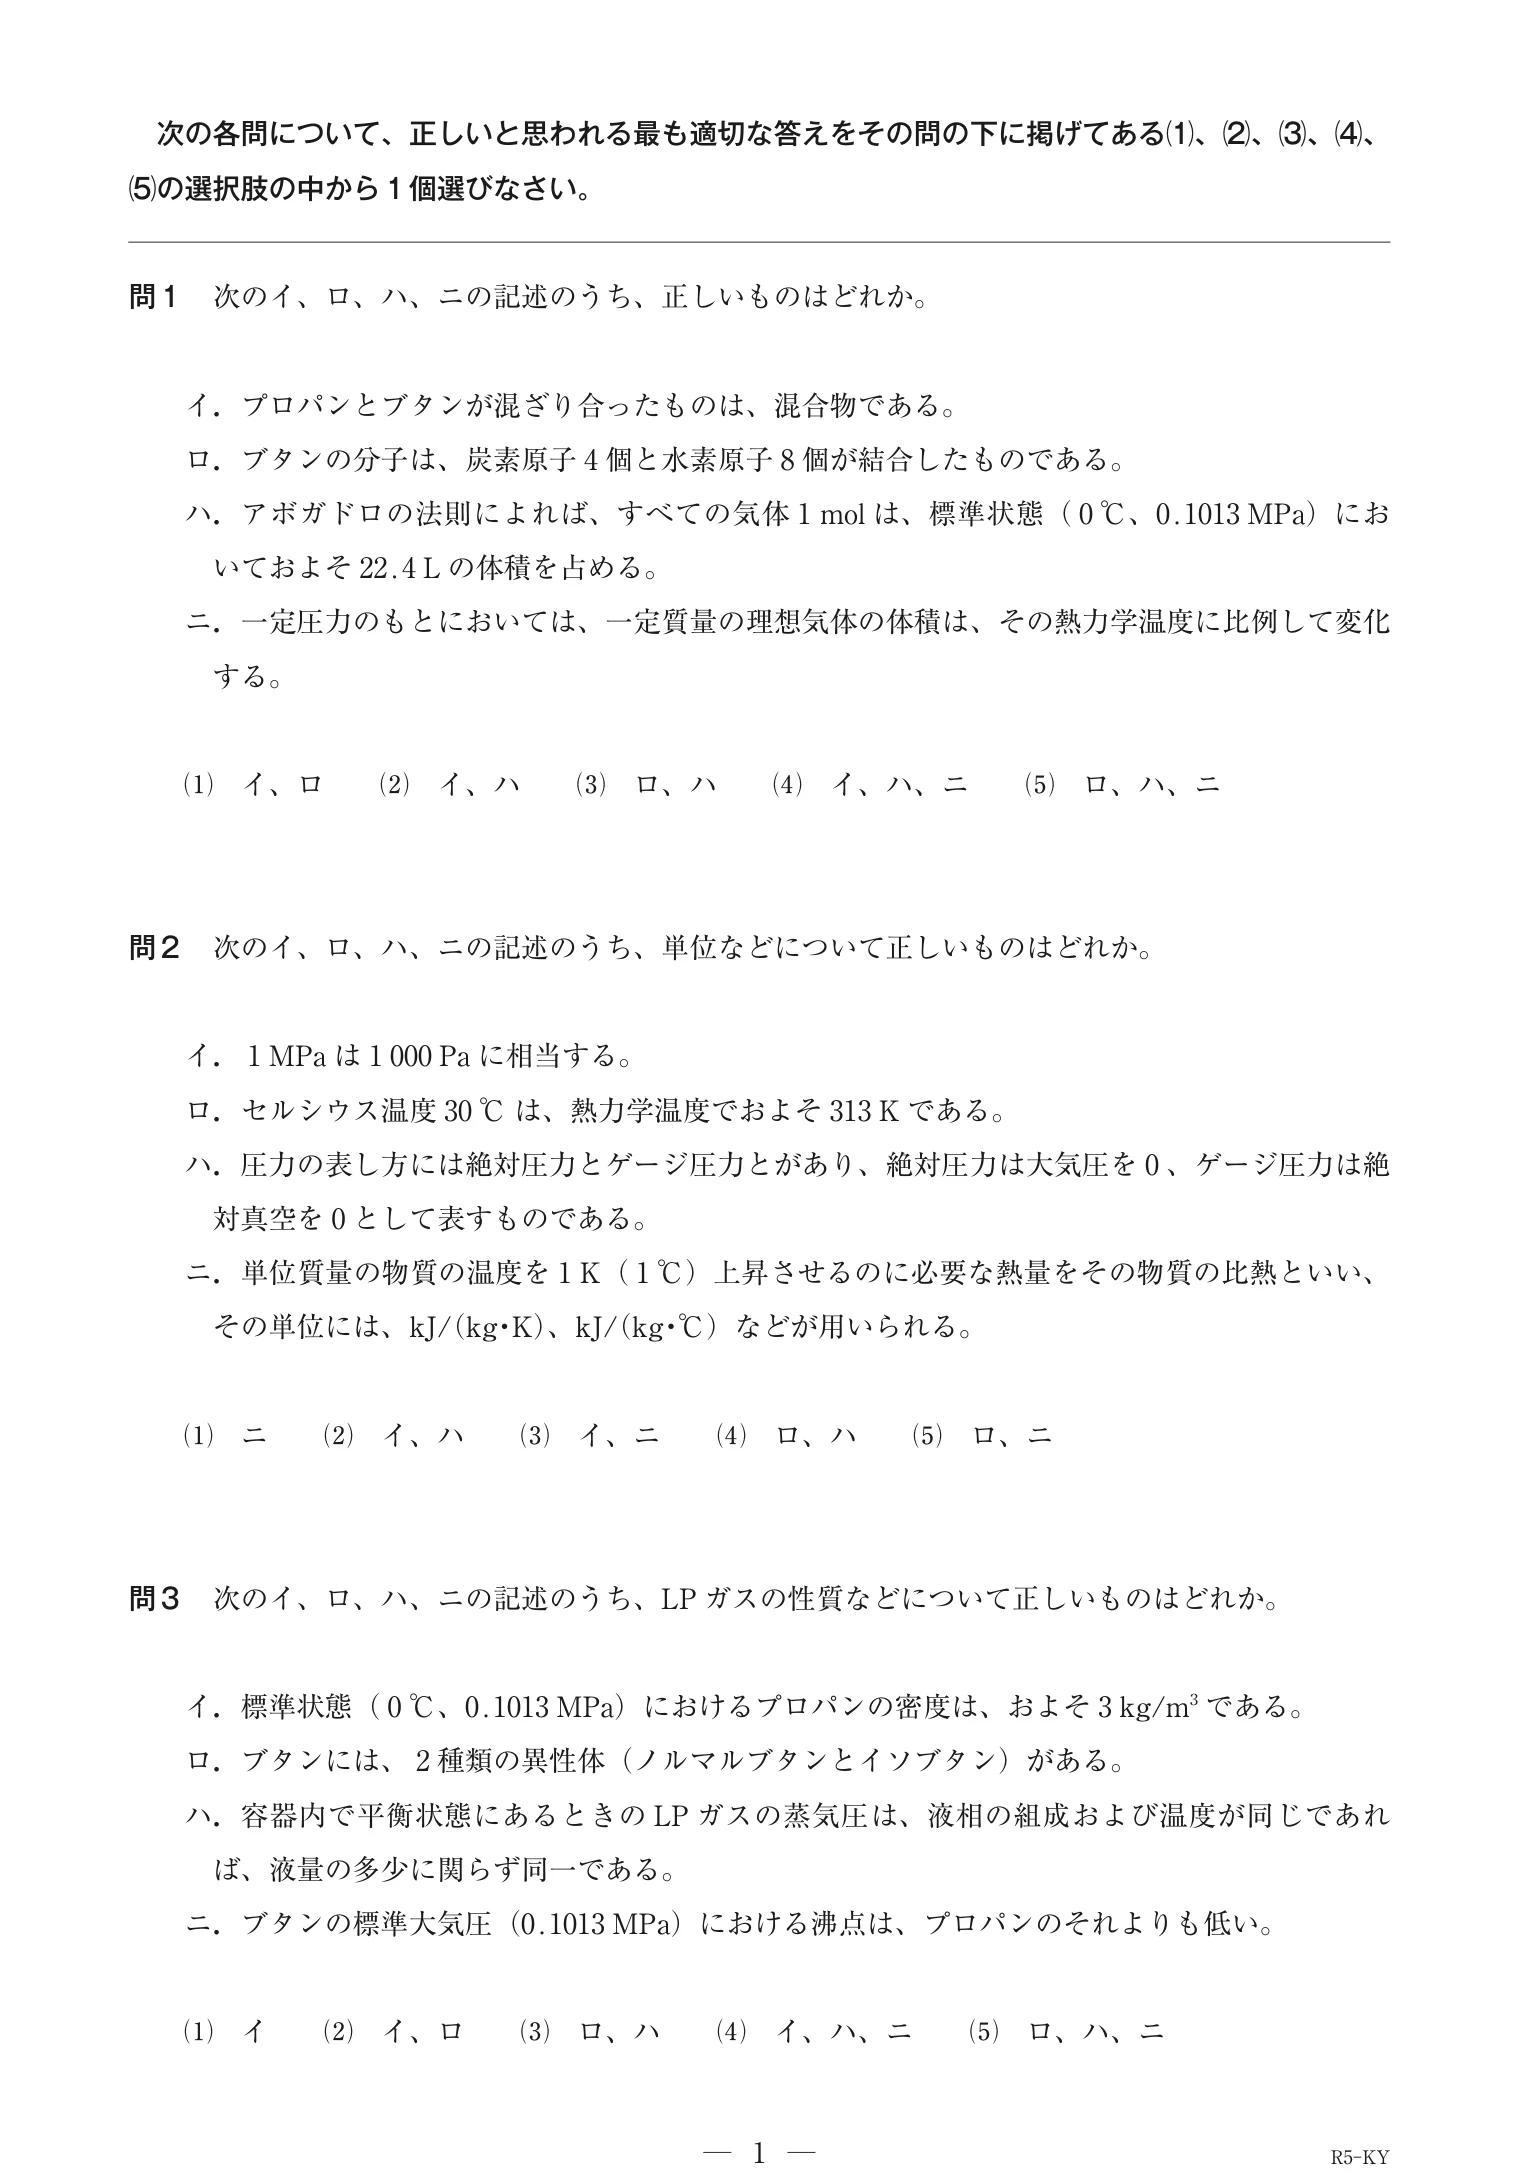 次の各問について、正しいと思われる最も適切な答えをその問の下に掲げてある⑴、⑵、⑶、⑷、
⑸の選択肢の中から1個選びなさい。
問1 次のイ、ロ、ハ、ニの記述のうち、正しいものはどれか。
イ．プロパンとブタンが混ざり合ったものは、混合物である。
ロ．ブタンの分子は、炭素原子4個と水素原子8個が結合したものである。
ハ．アボガドロの法則によれば、すべての気体1 molは、標準状態（0℃、0.1013 MPa）にお
いておよそ22.4 Lの体積を占める。
ニ．一定圧力のもとにおいては、一定質量の理想気体の体積は、その熱力学温度に比例して変化
する。
⑴ イ、ロ ⑵ イ、ハ ⑶ ロ、ハ ⑷ イ、ハ、ニ ⑸ ロ、ハ、ニ
問2 次のイ、ロ、ハ、ニの記述のうち、単位などについて正しいものはどれか。
イ．1 MPaは1 000 Paに相当する。
ロ．セルシウス温度30℃は、熱力学温度でおよそ313 Kである。
ハ．圧力の表し方には絶対圧力とゲージ圧力とがあり、絶対圧力は大気圧を0、ゲージ圧力は絶
対真空を0として表すものである。
ニ．単位質量の物質の温度を1 K（1℃）上昇させるのに必要な熱量をその物質の比熱といい、
その単位には、kJ/(kg・K)、kJ/(kg・℃)などが用いられる。
⑴ ニ ⑵ イ、ハ ⑶ イ、ニ ⑷ ロ、ハ ⑸ ロ、ニ
問3 次のイ、ロ、ハ、ニの記述のうち、LPガスの性質などについて正しいものはどれか。
イ．標準状態（0℃、0.1013 MPa）におけるプロパンの密度は、およそ3 kg/m³である。
ロ．ブタンには、2種類の異性体（ノルマルブタンとイソブタン）がある。
ハ．容器内で平衡状態にあるときのLPガスの蒸気圧は、液相の組成および温度が同じであれ
ば、液量の多少に関らず同一である。
ニ．ブタンの標準大気圧（0.1013 MPa）における沸点は、プロパンのそれよりも低い。
⑴ イ ⑵ イ、ロ ⑶ ロ、ハ ⑷ イ、ハ、ニ ⑸ ロ、ハ、ニ
— 1 —
R5-KY